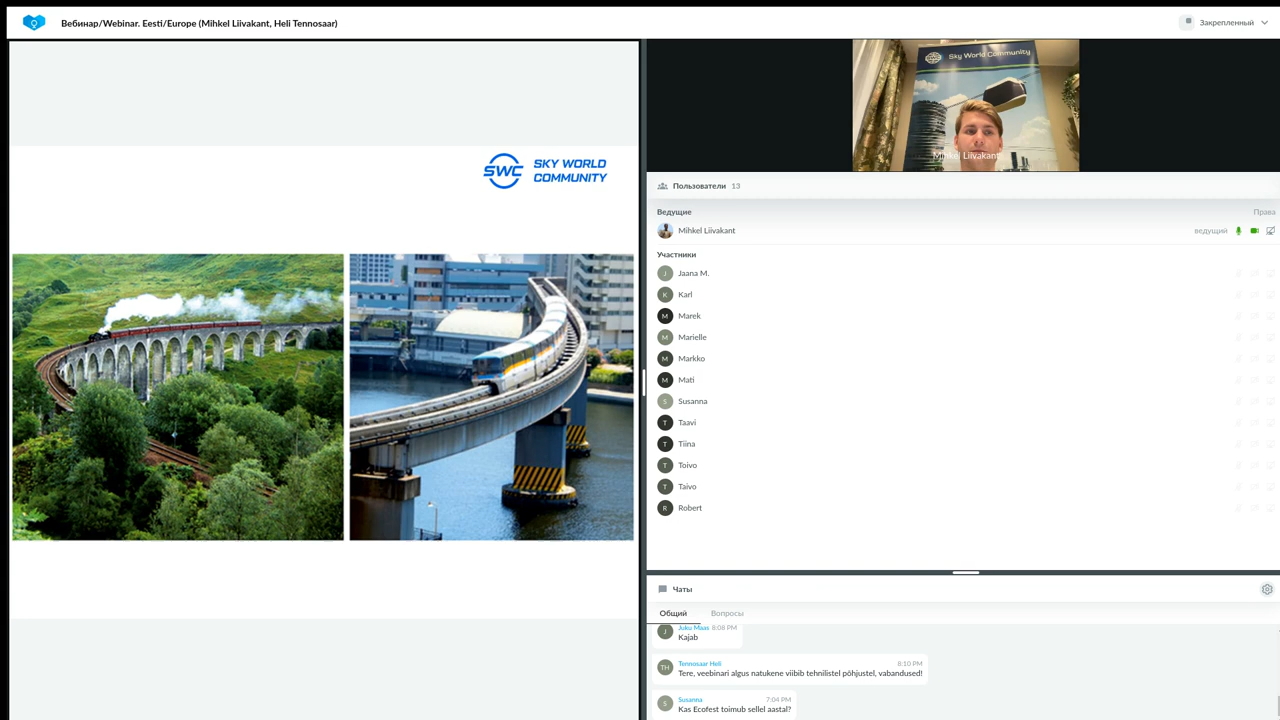 Вебинар/Webinar. Eesti/Europe (Mihkel Liivakant, Heli Tennosaar)
Закрепленный
SWC SKY WORLD
COMMUNITY
Sky World Community
Mihkel Liivakant
Пользователи 13
Ведущие Права
Mihkel Liivakant ведущий
Участники
J Jaana M.
K Karl
M Marek
M Marielle
M Markko
M Mati
S Susanna
T Taavi
T Tiina
T Toivo
T Taivo
R Robert
Чаты
Общий Вопросы
J Juku Maas 8:08 PM
Kajab
TH Tennosaar Heli 8:10 PM
Tere, veebinari algus natukene viibib tehnilistel põhjustel, vabandused!
S Susanna 7:04 PM
Kas Ecofest toimub sellel aastal?